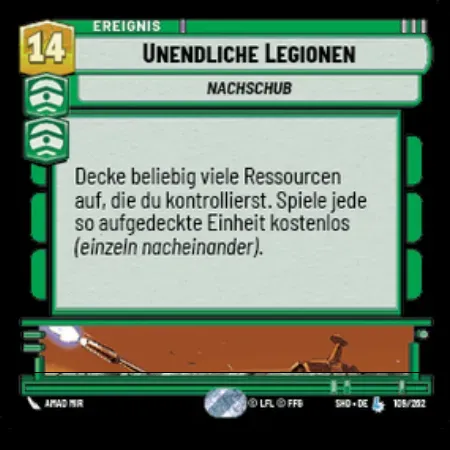 EREIGNIS
14
UNENDLICHE LEGIONEN
NACHSCHUB
Decke beliebig viele Ressourcen
auf, die du kontrollierst. Spiele jede
so aufgedeckte Einheit kostenlos
(einzeln nacheinander).
AMAD MIR
© LFL © FFG
SHD • DE
109/262